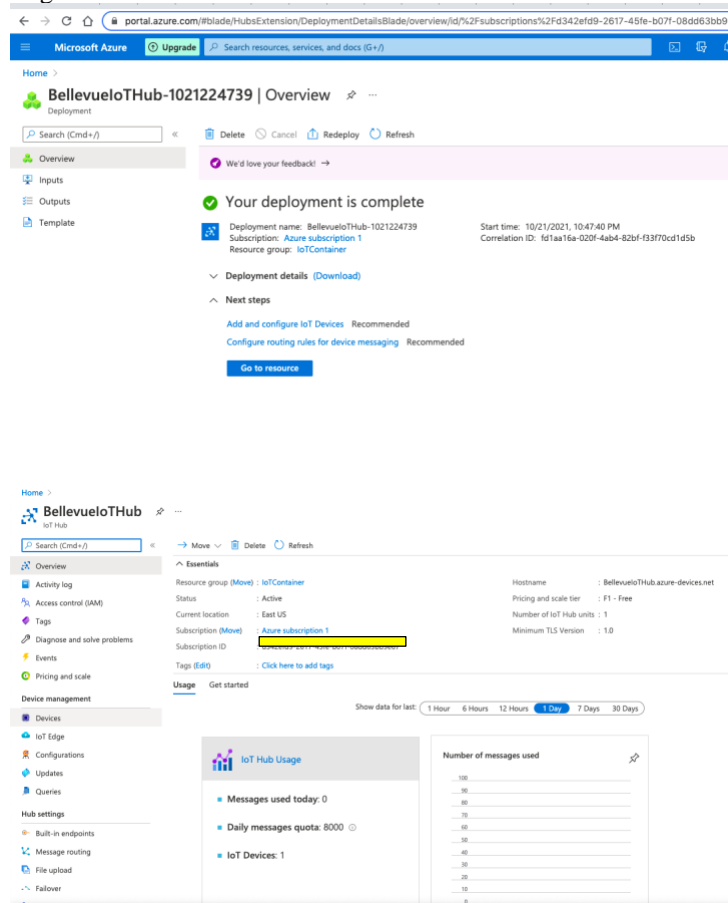 portal.azure.com/#blade/HubsExtension/DeploymentDetailsBlade/overview/id/%2Fsubscriptions%2Fd342efd9-2617-45fe-b07f-08dd63bb9
Microsoft Azure Upgrade Search resources, services, and docs (G+/)
Home >
BellevueIoTHub-1021224739 | Overview ...
Deployment
Search (Cmd+/) « Delete Cancel Redeploy Refresh
Overview
We'd love your feedback! →
Inputs
Outputs
Your deployment is complete
Template
Deployment name: BellevueIoTHub-1021224739 Start time: 10/21/2021, 10:47:40 PM
Subscription: Azure subscription 1 Correlation ID: fd1aa16a-020f-4ab4-82bf-f33f70cd1d5b
Resource group: IoTContainer
Deployment details (Download)
Next steps
Add and configure IoT Devices Recommended
Configure routing rules for device messaging Recommended
Go to resource
Home >
BellevueIoTHub ...
IoT Hub
Search (Cmd+/) « → Move Delete Refresh
Overview
Essentials
Activity log
Access control (IAM)
Tags
Diagnose and solve problems
Events
Pricing and scale
Device management
Devices
IoT Edge
Configurations
Updates
Queries
Hub settings
Built-in endpoints
Message routing
File upload
Failover
Resource group (Move) : IoTContainer
Status : Active
Current location : East US
Subscription (Move) : Azure subscription 1
Subscription ID :
Tags (Edit) : Click here to add tags
Hostname : BellevueIoTHub.azure-devices.net
Pricing and scale tier : F1 - Free
Number of IoT Hub units : 1
Minimum TLS Version : 1.0
Usage Get started
Show data for last: 1 Hour 6 Hours 12 Hours 1 Day 7 Days 30 Days
IoT Hub Usage
Messages used today: 0
Daily messages quota: 8000
IoT Devices: 1
Number of messages used
100
90
80
70
60
50
40
30
20
10
0